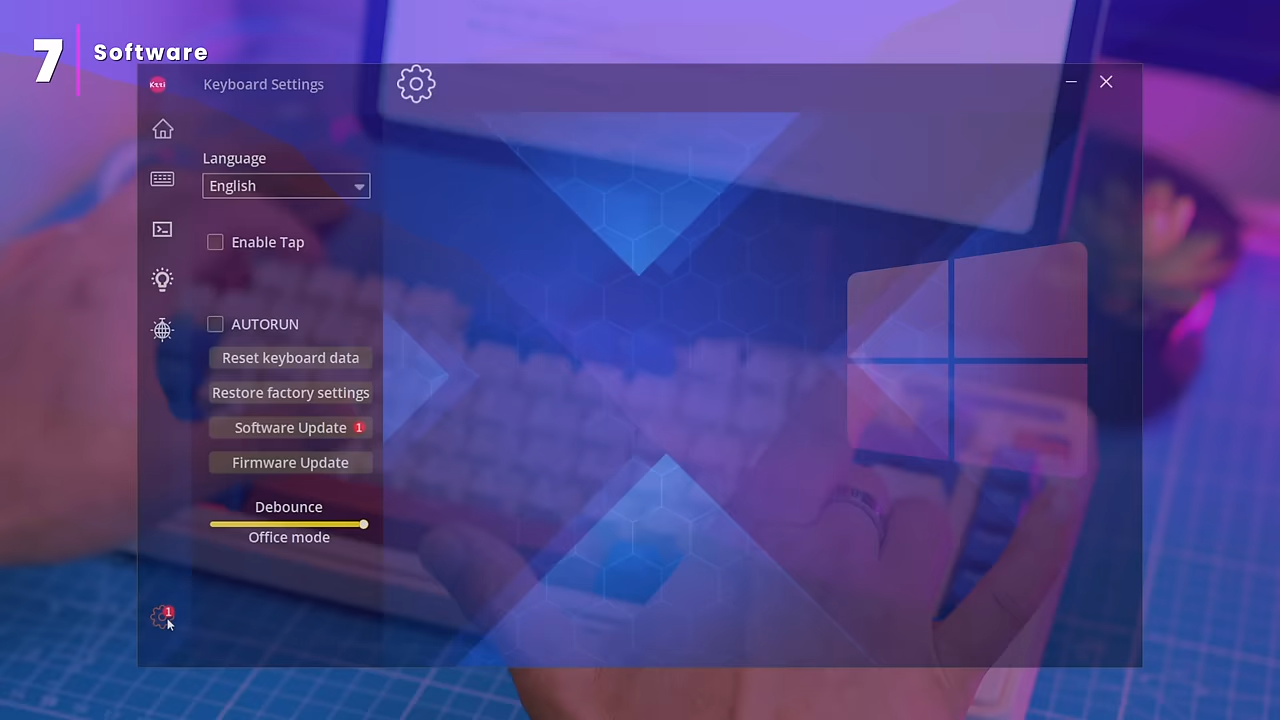 7
Software
Keyboard Settings
Language
English
Enable Tap
AUTORUN
Reset keyboard data
Restore factory settings
Software Update 1
Firmware Update
Debounce
Office mode
1